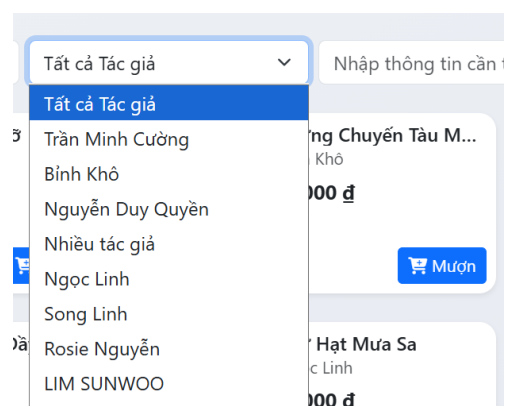 Tất cả Tác giả
Nhập thông tin cần
Tất cả Tác giả
Trần Minh Cường
Bỉnh Khô
Nguyễn Duy Quyền
Nhiều tác giả
Ngọc Linh
Song Linh
Rosie Nguyễn
LIM SUNWOO
Chuyến Tàu M...
Khô
000 ₫
Mượn
Hạt Mưa Sa
Linh
000 ₫